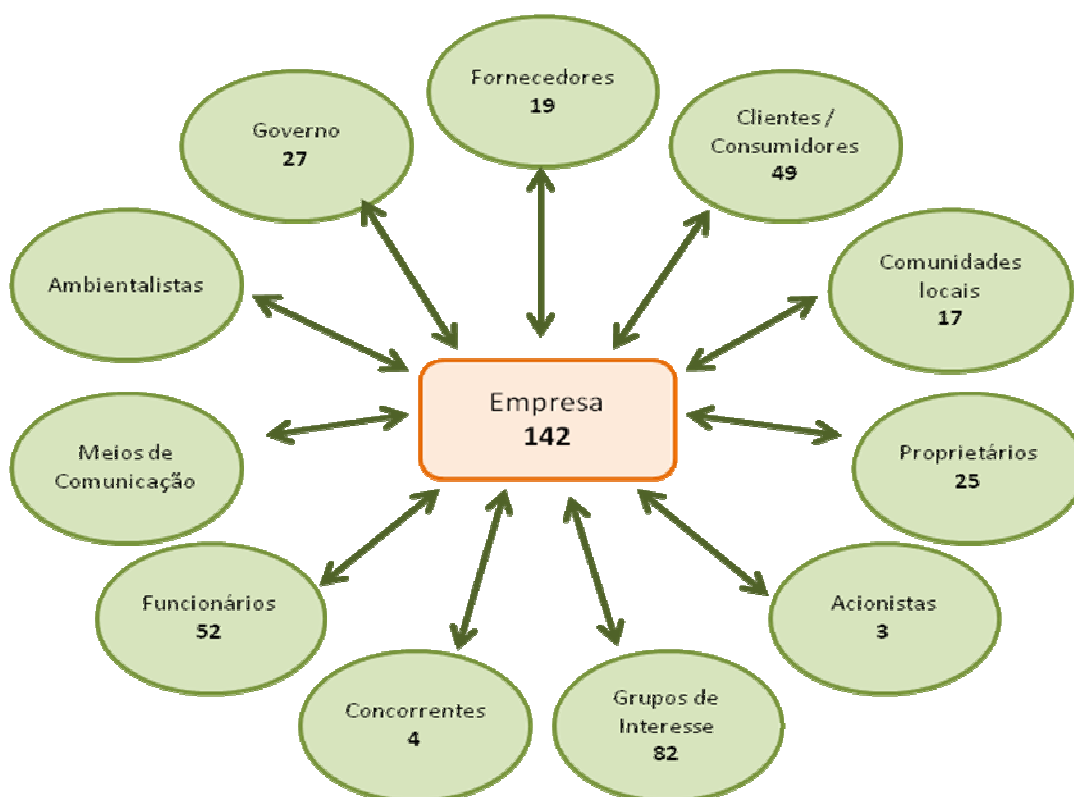 Fornecedores
19
Clientes /
Consumidores
49
Governo
27
Comunidades
locais
17
Ambientalistas
Empresa
142
Meios de
Comunicação
Proprietários
25
Funcionários
52
Acionistas
3
Concorrentes
4
Grupos de
Interesse
82